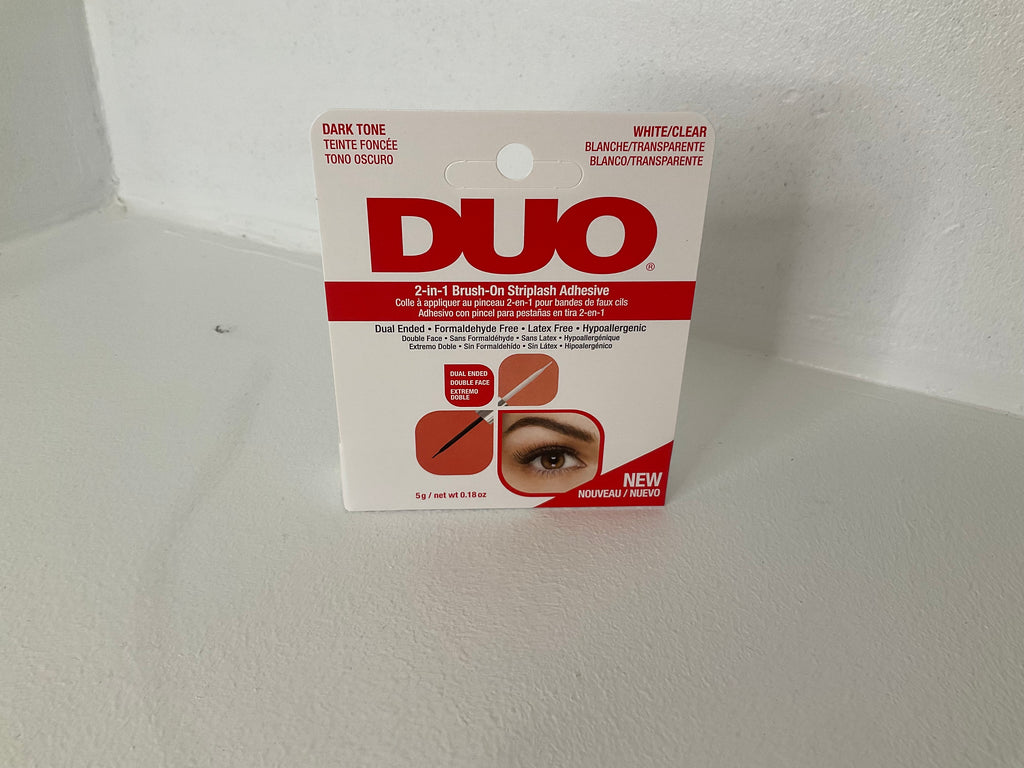 DARK TONE
TEINTE FONCÉE
TONO OSCURO
WHITE/CLEAR
BLANCHE/TRANSPARENTE
BLANCO/TRANSPARENTE
DUO®
2-in-1 Brush-On Striplash Adhesive
Colle à appliquer au pinceau 2-en-1 pour bandes de faux cils
Adhesivo con pincel para pestañas en tira 2-en-1
Dual Ended • Formaldehyde Free • Latex Free • Hypoallergenic
Double Face • Sans Formaldéhyde • Sans Latex • Hypoallergénique
Extremo Doble • Sin Formaldehído • Sin Látex • Hipoalergénico
DUAL ENDED
DOUBLE FACE
EXTREMO
DOBLE
5g / net wt 0.18 oz
NEW
NOUVEAU / NUEVO